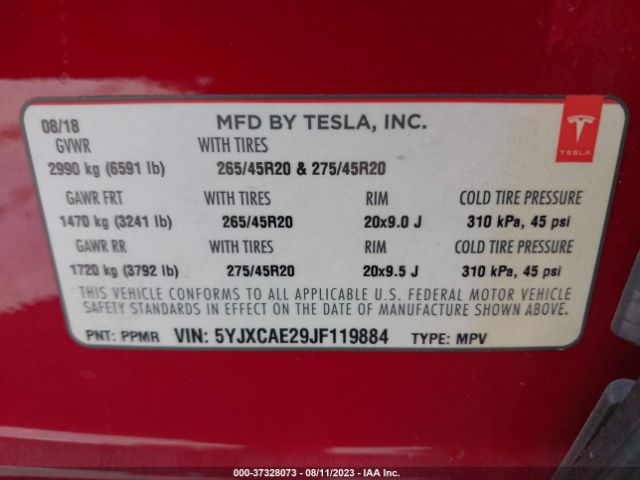 08/18 MFD BY TESLA, INC.
GVWR WITH TIRES
2990 kg (6591 lb) 265/45R20 & 275/45R20
TESLA
GAWR FRT WITH TIRES RIM COLD TIRE PRESSURE
1470 kg (3241 lb) 265/45R20 20x9.0 J 310 kPa, 45 psi
GAWR RR WITH TIRES RIM COLD TIRE PRESSURE
1720 kg (3792 lb) 275/45R20 20x9.5 J 310 kPa, 45 psi
THIS VEHICLE CONFORMS TO ALL APPLICABLE U.S. FEDERAL MOTOR VEHICLE
SAFETY STANDARDS IN EFFECT ON THE DATE OF MANUFACTURE SHOWN ABOVE.
PNT: PPMR VIN: 5YJXCAE29JF119884 TYPE: MPV
000-37328073 - 08/11/2023 - IAA Inc.